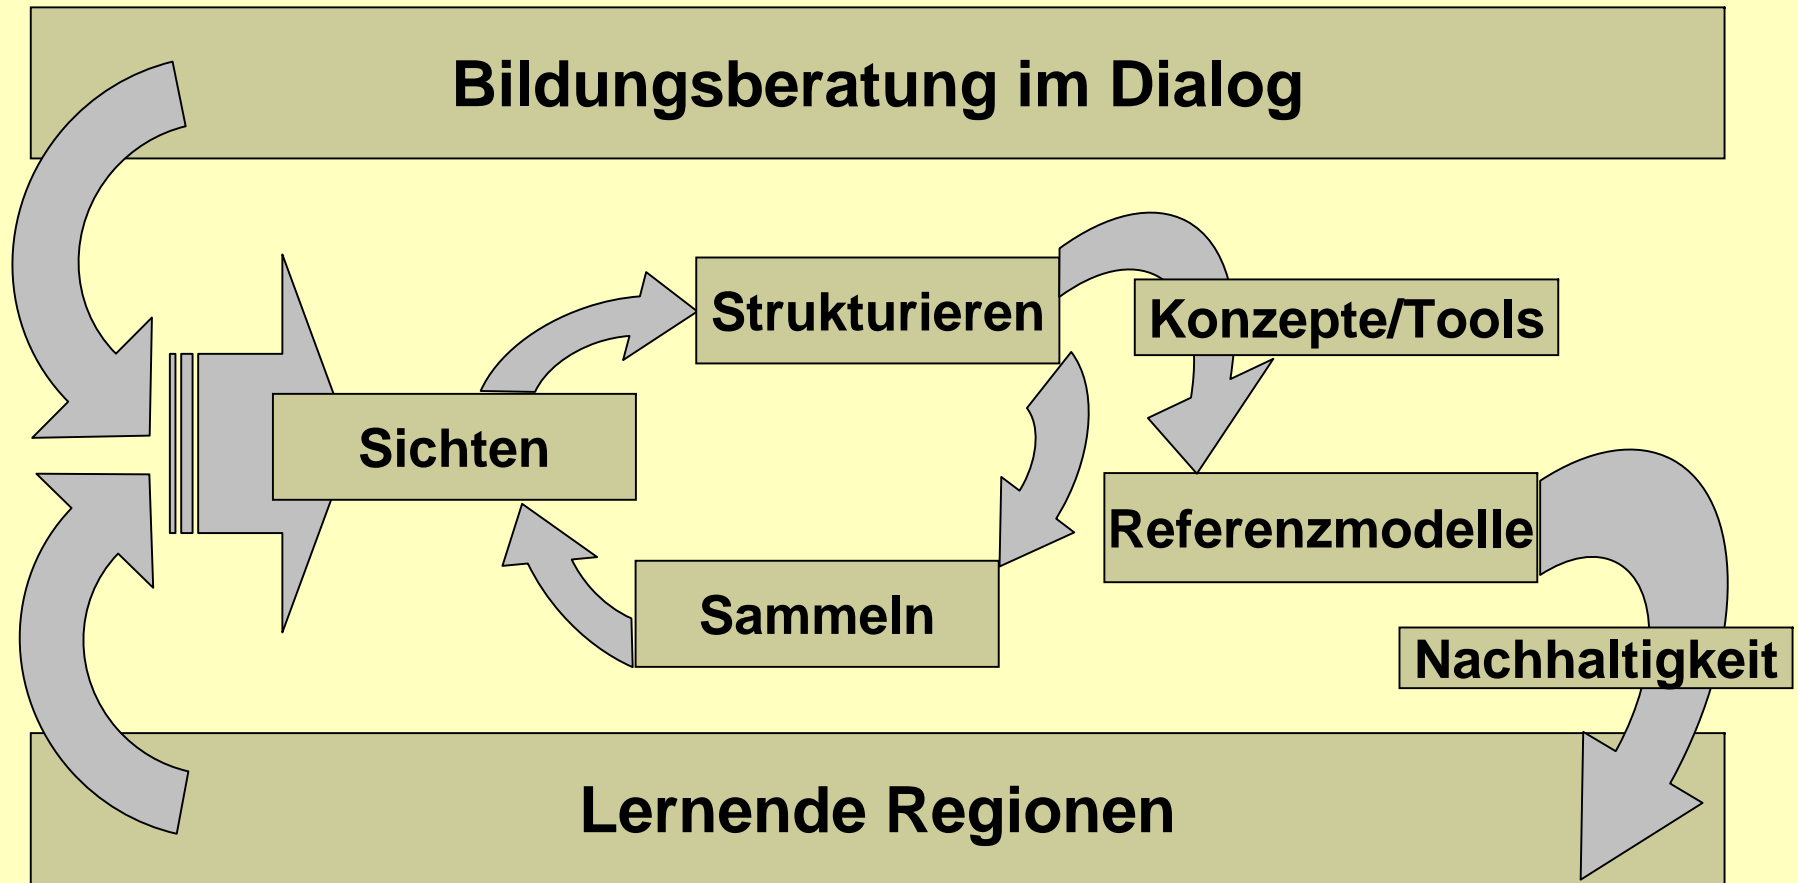 Bildungsberatung im Dialog
Strukturieren
Konzepte/Tools
Sichten
Referenzmodelle
Sammeln
Nachhaltigkeit
Lernende Regionen